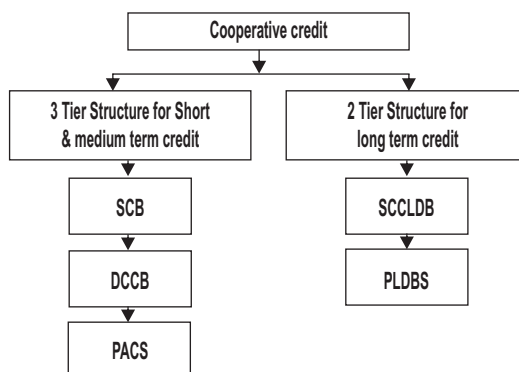 Cooperative credit
3 Tier Structure for Short
& medium term credit
2 Tier Structure for
long term credit
SCB
SCCLDB
DCCB
PLDBS
PACS